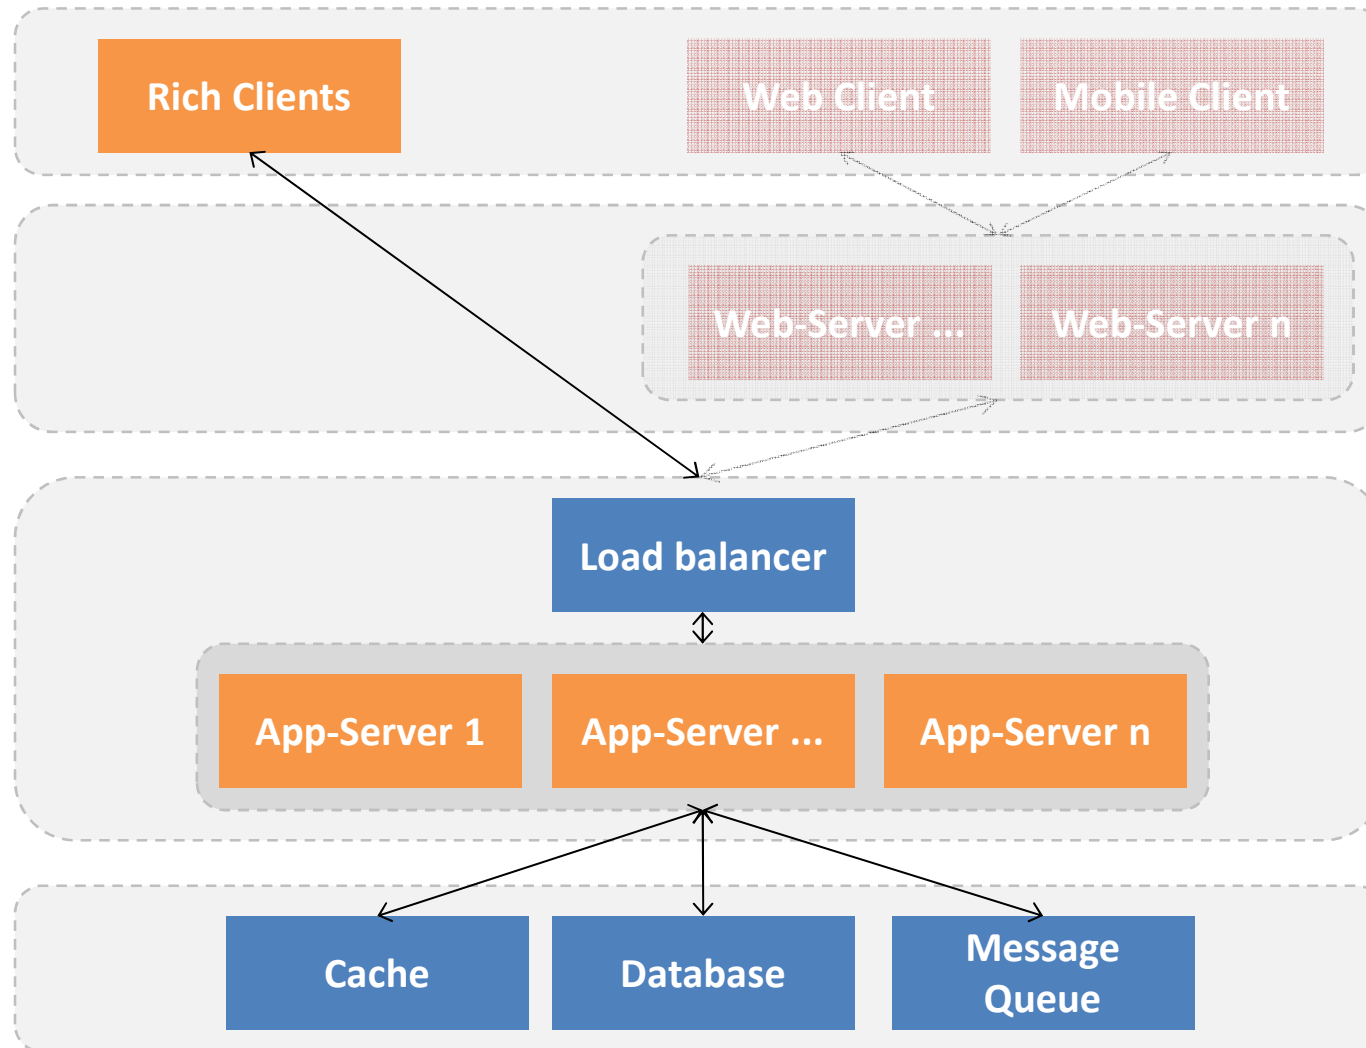 Rich Clients
Web Client
Mobile Client
Web-Server ...
Web-Server n
Load balancer
App-Server 1
App-Server ...
App-Server n
Cache
Database
Message
Queue